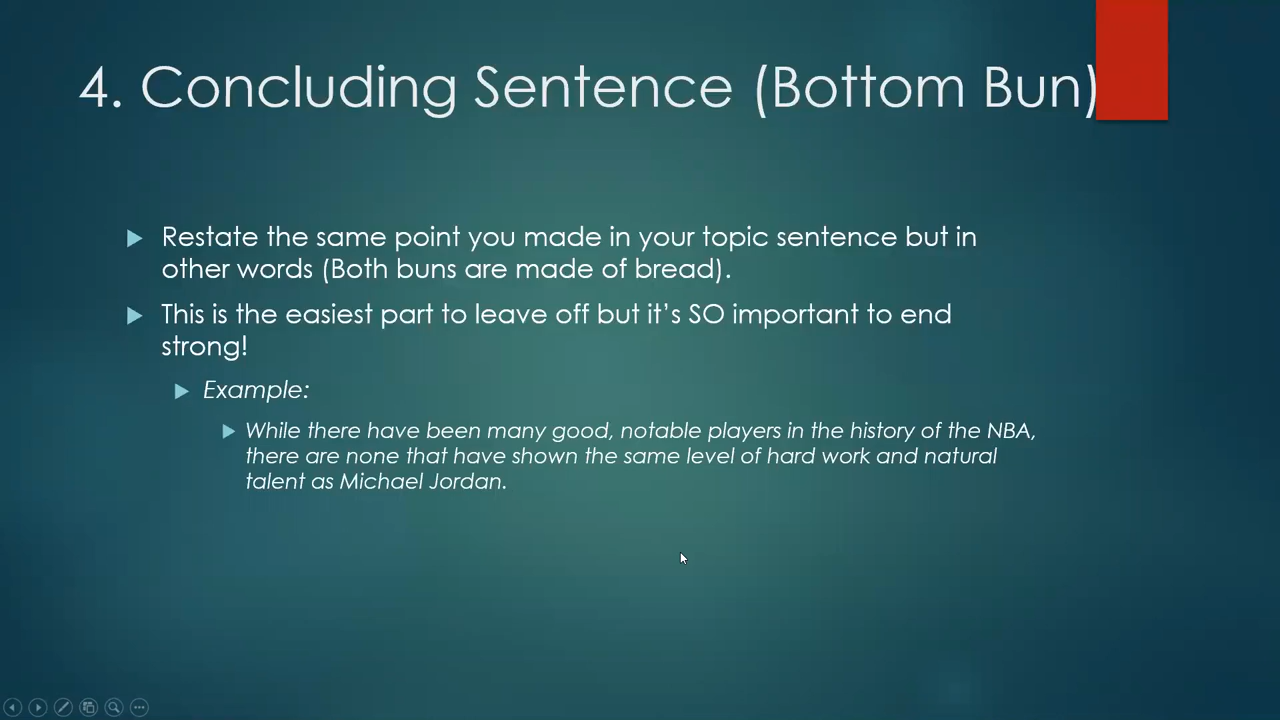 4. Concluding Sentence (Bottom Bun)
Restate the same point you made in your topic sentence but in
other words (Both buns are made of bread).
This is the easiest part to leave off but it's SO important to end
strong!
Example:
While there have been many good, notable players in the history of the NBA,
there are none that have shown the same level of hard work and natural
talent as Michael Jordan.